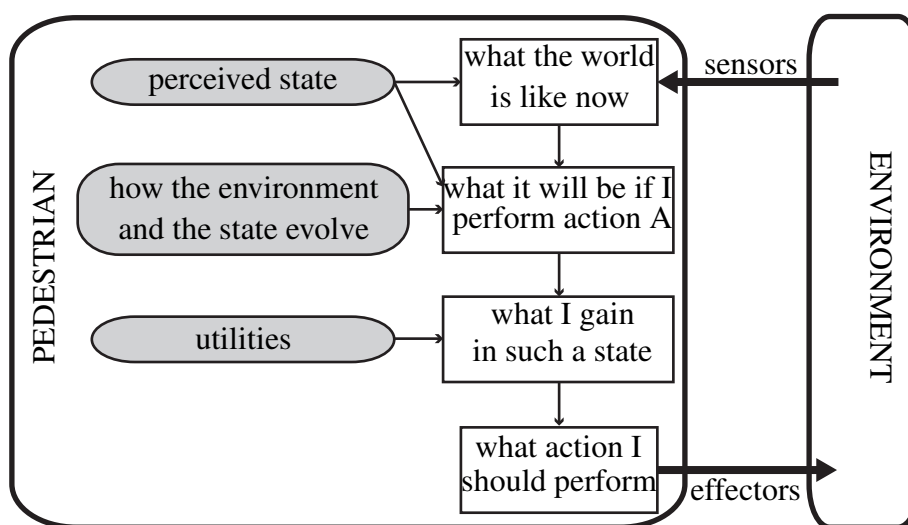 PEDESTRIAN
perceived state
how the environment
and the state evolve
utilities
what the world
is like now
what it will be if I
perform action A
what I gain
in such a state
what action I
should perform
sensors
effectors
ENVIRONMENT